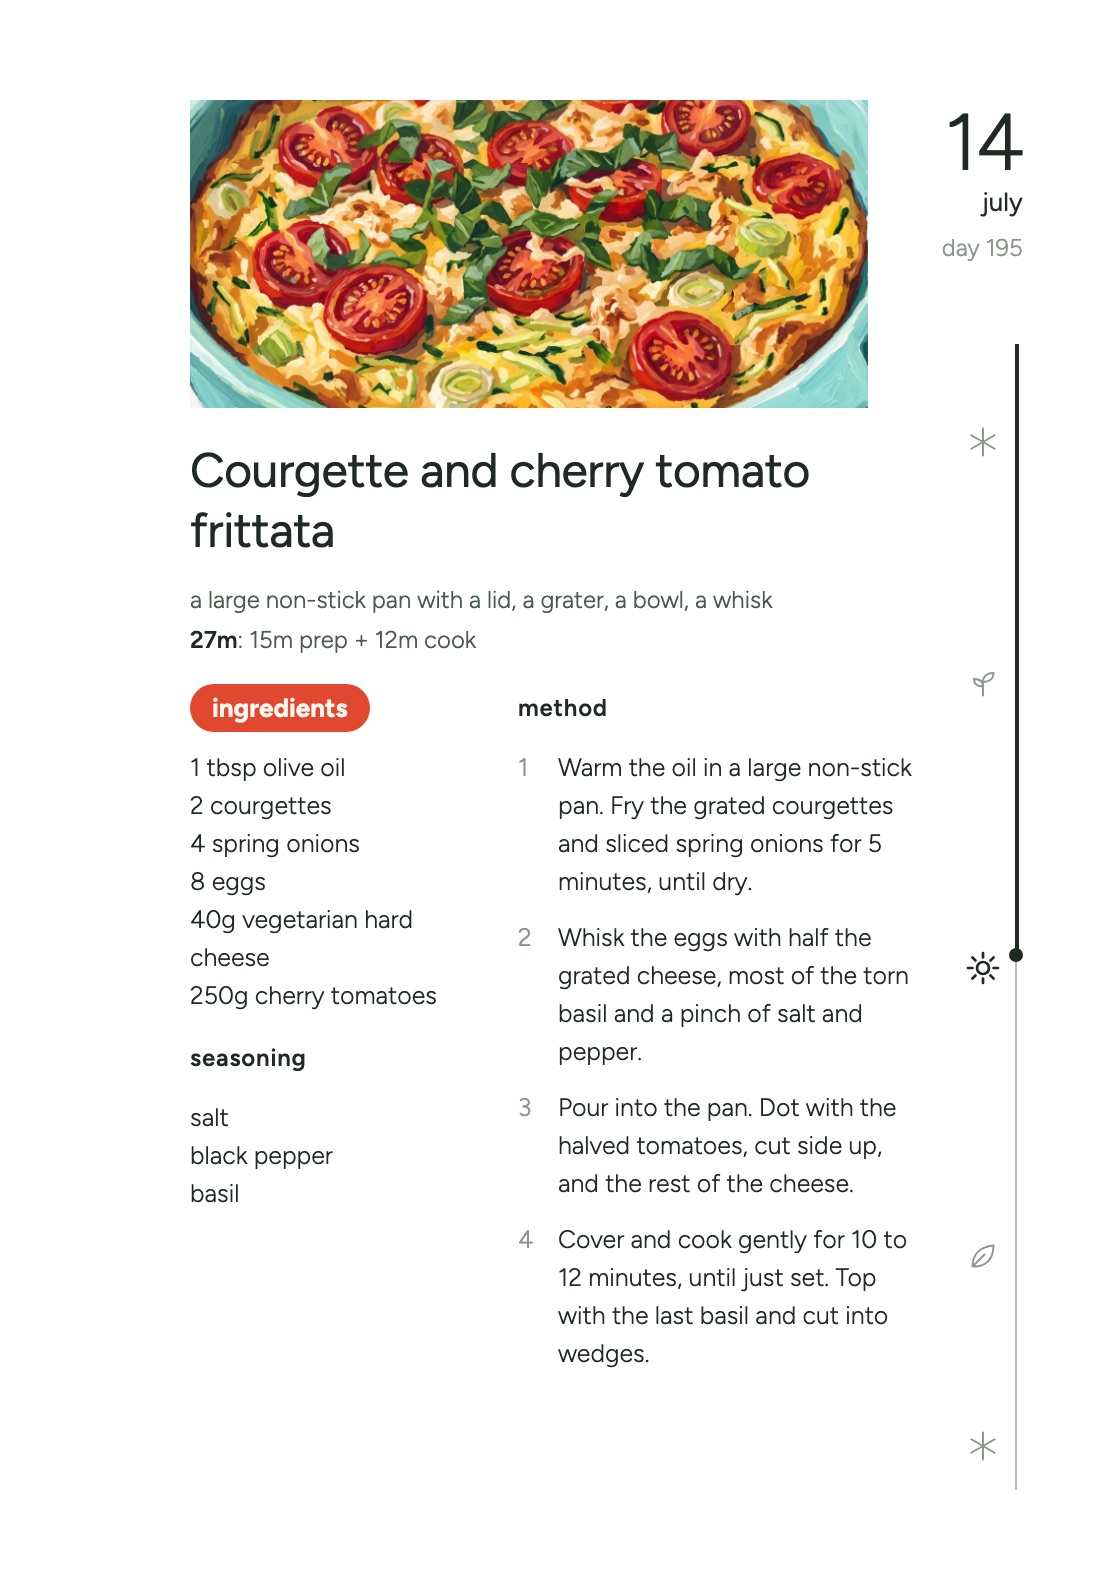 14
july
day 195
Courgette and cherry tomato
frittata
a large non-stick pan with a lid, a grater, a bowl, a whisk
27m: 15m prep + 12m cook
ingredients
1 tbsp olive oil
2 courgettes
4 spring onions
8 eggs
40g vegetarian hard
cheese
250g cherry tomatoes
seasoning
salt
black pepper
basil
method
1 Warm the oil in a large non-stick
pan. Fry the grated courgettes
and sliced spring onions for 5
minutes, until dry.
2 Whisk the eggs with half the
grated cheese, most of the torn
basil and a pinch of salt and
pepper.
3 Pour into the pan. Dot with the
halved tomatoes, cut side up,
and the rest of the cheese.
4 Cover and cook gently for 10 to
12 minutes, until just set. Top
with the last basil and cut into
wedges.